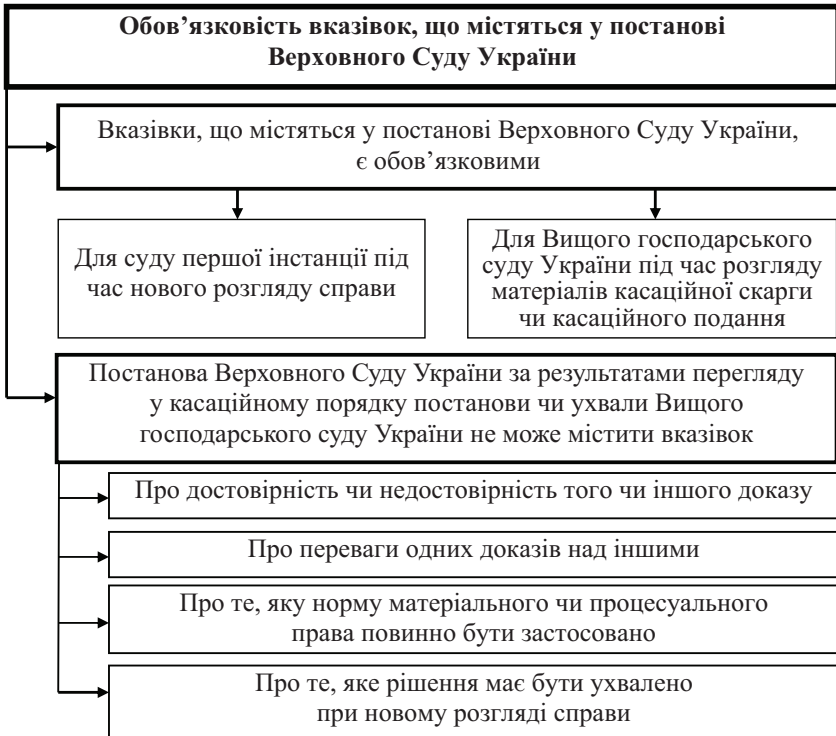 Обов’язковість вказівок, що містяться у постанові
Верховного Суду України
Вказівки, що містяться у постанові Верховного Суду України,
є обов’язковими
Для суду першої інстанції під
час нового розгляду справи
Для Вищого господарського
суду України під час розгляду
матеріалів касаційної скарги
чи касаційного подання
Постанова Верховного Суду України за результатами перегляду
у касаційному порядку постанови чи ухвали Вищого
господарського суду України не може містити вказівок
Про достовірність чи недостовірність того чи іншого доказу
Про переваги одних доказів над іншими
Про те, яку норму матеріального чи процесуального
права повинно бути застосовано
Про те, яке рішення має бути ухвалено
при новому розгляді справи